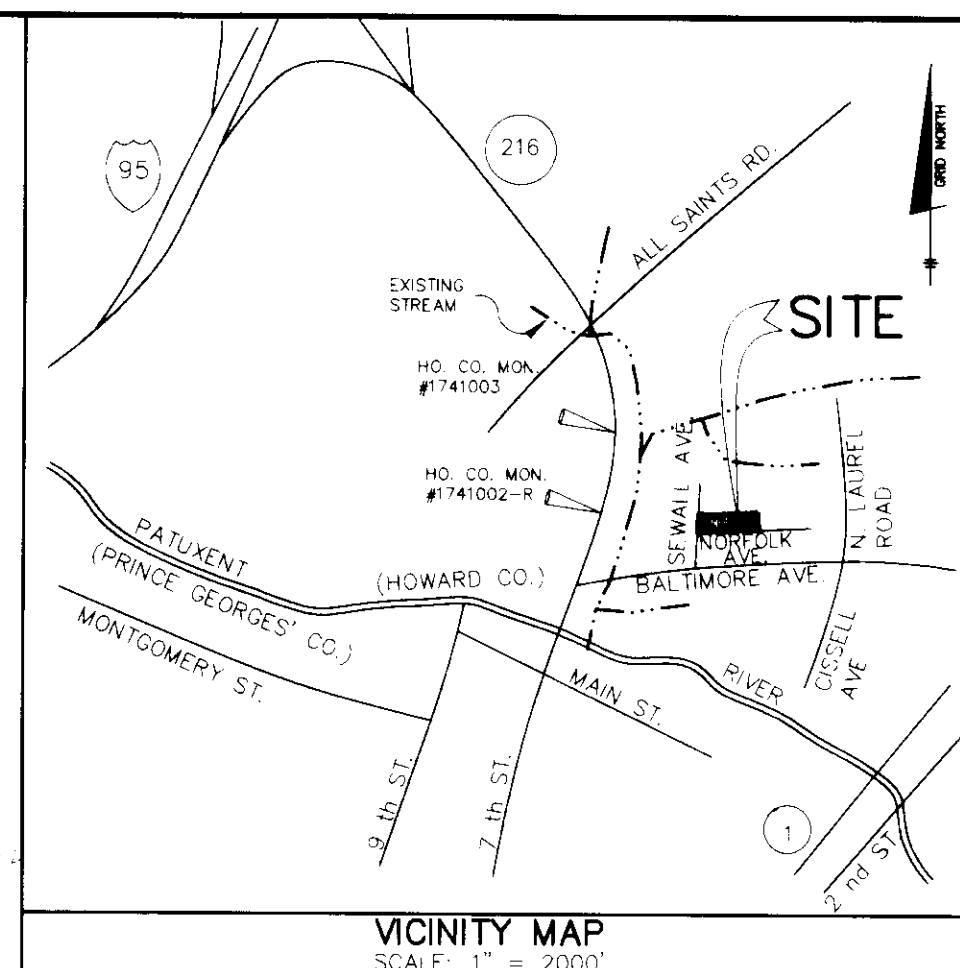 95
216
ALL SAINTS RD.
GRID NORTH
EXISTING
STREAM
SITE
HO. CO. MON.
#1741003
HO. CO. MON.
#1741002-R
SEWALL AVE
N. LAUREL
ROAD
NORFOLK
AVE.
BALTIMORE AVE.
PATUXENT
(PRINCE GEORGES' CO.)
(HOWARD CO.)
MONTGOMERY ST.
MAIN ST.
RIVER
CISSELL
AVE
9 th ST.
7 th ST.
1
2 nd ST.
VICINITY MAP
SCALE: 1" = 2000'